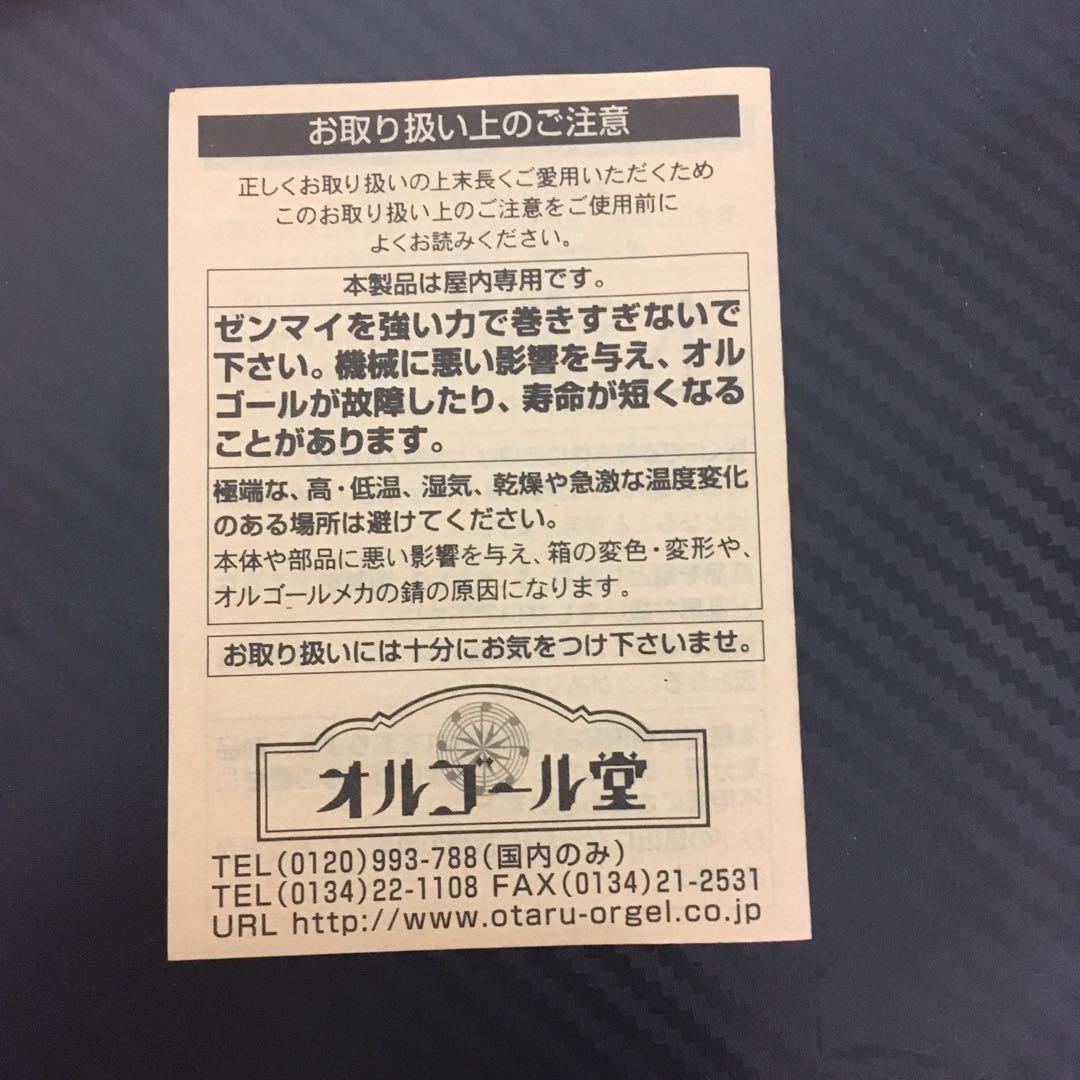 お取り扱い上のご注意
正しくお取り扱いの上末長くご愛用いただくため
このお取り扱い上のご注意をご使用前に
よくお読みください。
本製品は屋内専用です。
ゼンマイを強い力で巻きすぎないで
下さい。機械に悪い影響を与え、オル
ゴールが故障したり、寿命が短くなる
ことがあります。
極端な、高・低温、湿気、乾燥や急激な温度変化
のある場所は避けてください。
本体や部品に悪い影響を与え、箱の変色・変形や、
オルゴールメカの錆の原因になります。
お取り扱いには十分にお気をつけ下さいませ。
オルゴール堂
TEL(0120)993-788(国内のみ)
TEL(0134)22-1108 FAX(0134)21-2531
URL http://www.otaru-orgel.co.jp